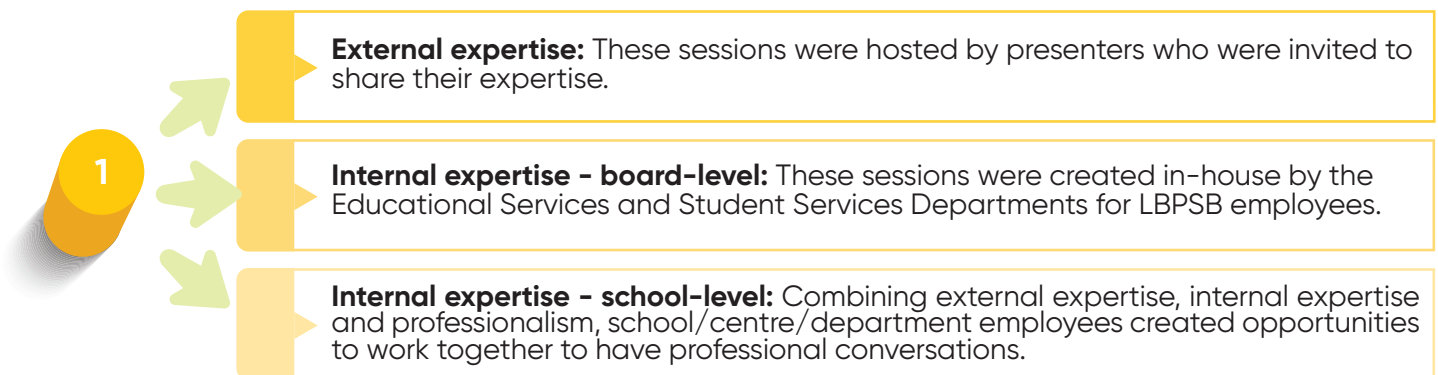 1
External expertise: These sessions were hosted by presenters who were invited to
share their expertise.
Internal expertise - board-level: These sessions were created in-house by the
Educational Services and Student Services Departments for LBPSB employees.
Internal expertise - school-level: Combining external expertise, internal expertise
and professionalism, school/centre/department employees created opportunities
to work together to have professional conversations.